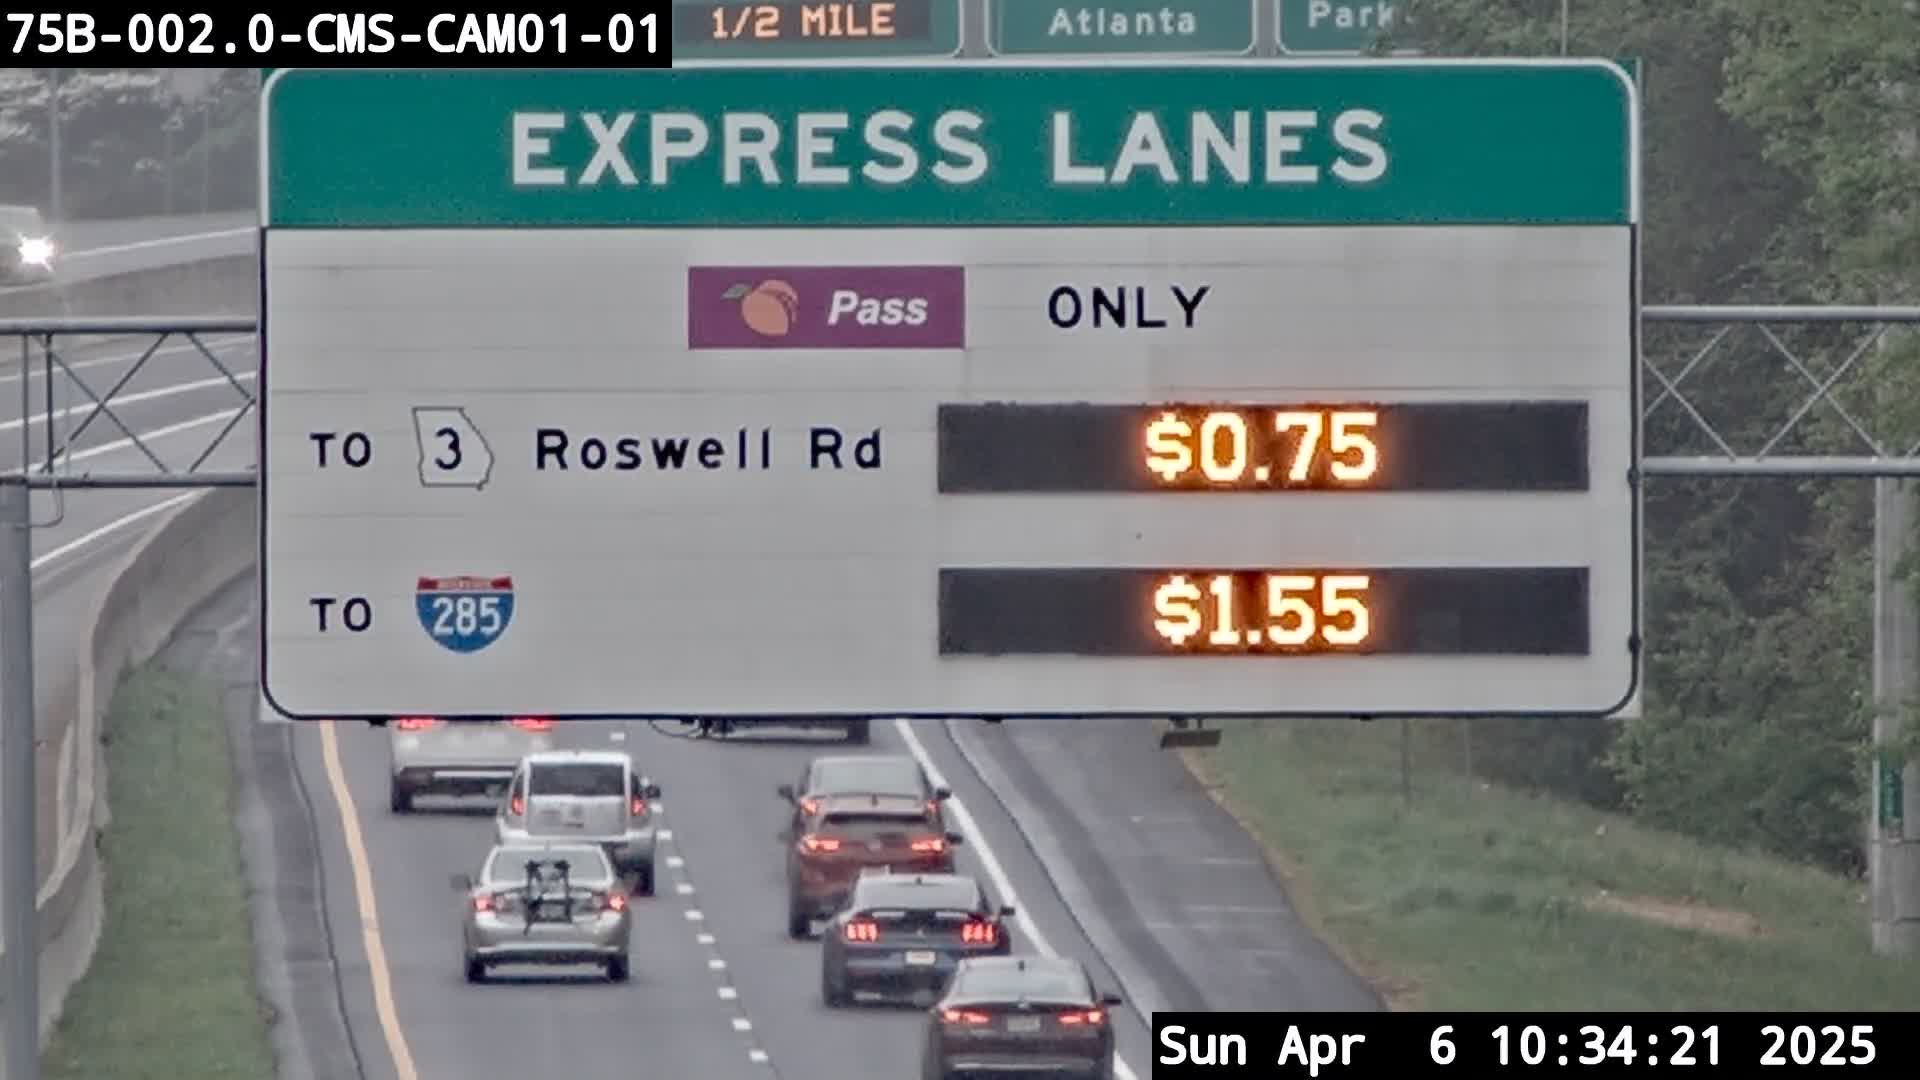 75B-002.0-CMS-CAM01-01
1/2 MILE
Atlanta
Park
EXPRESS LANES
Pass ONLY
TO 3 Roswell Rd $0.75
TO 285 $1.55
Sun Apr 6 10:34:21 2025